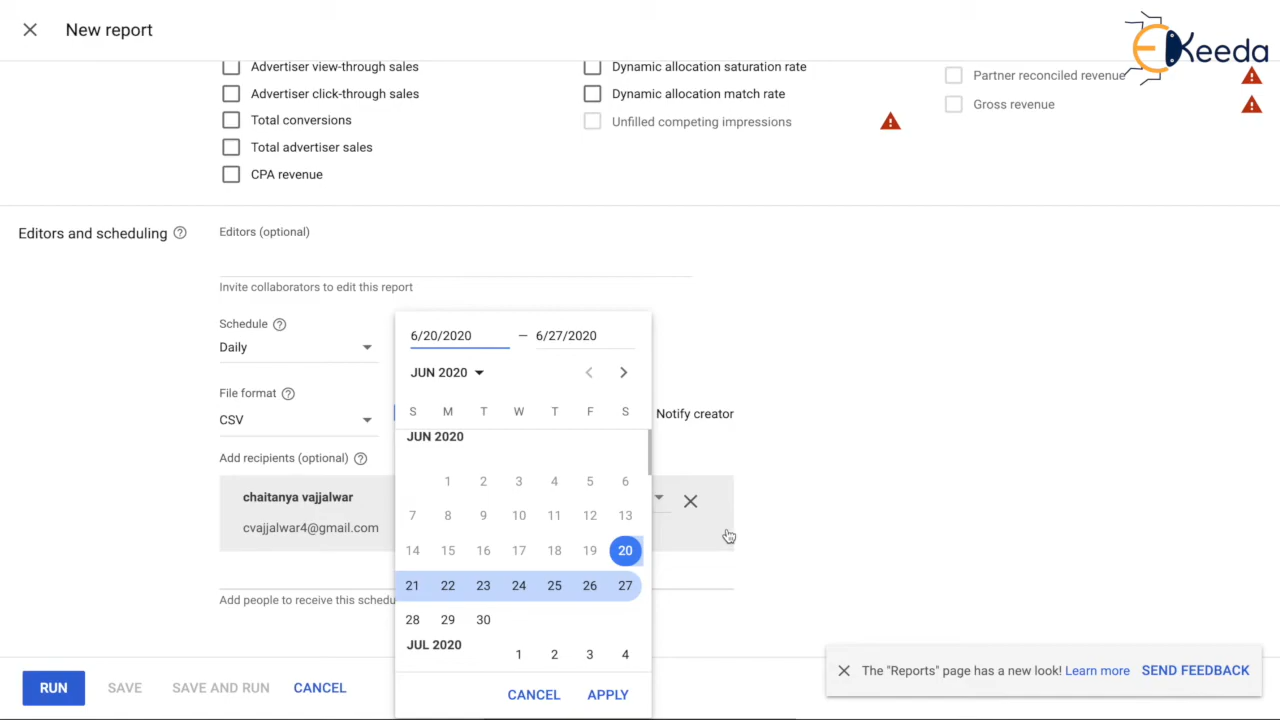 New report
EKeeda
Advertiser view-through sales
Dynamic allocation saturation rate
Partner reconciled revenue
Advertiser click-through sales
Dynamic allocation match rate
Gross revenue
Total conversions
Unfilled competing impressions
Total advertiser sales
CPA revenue
Editors and scheduling
Editors (optional)
Invite collaborators to edit this report
Schedule
Daily
6/20/2020 – 6/27/2020
JUN 2020
File format
CSV
S M T W T F S
Notify creator
JUN 2020
Add recipients (optional)
1 2 3 4 5 6
chaitanya vajjalwar
7 8 9 10 11 12 13
cvajjalwar4@gmail.com
14 15 16 17 18 19 20
21 22 23 24 25 26 27
Add people to receive this schedu
28 29 30
JUL 2020
1 2 3 4
RUN SAVE SAVE AND RUN CANCEL
CANCEL APPLY
The "Reports" page has a new look! Learn more SEND FEEDBACK